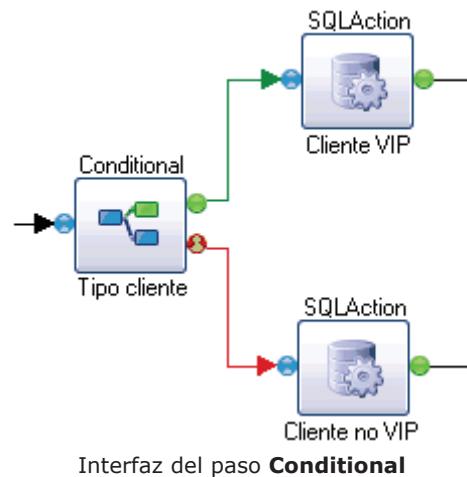 SQLAction
Cliente VIP
Conditional
Tipo cliente
SQLAction
Cliente no VIP
Interfaz del paso Conditional